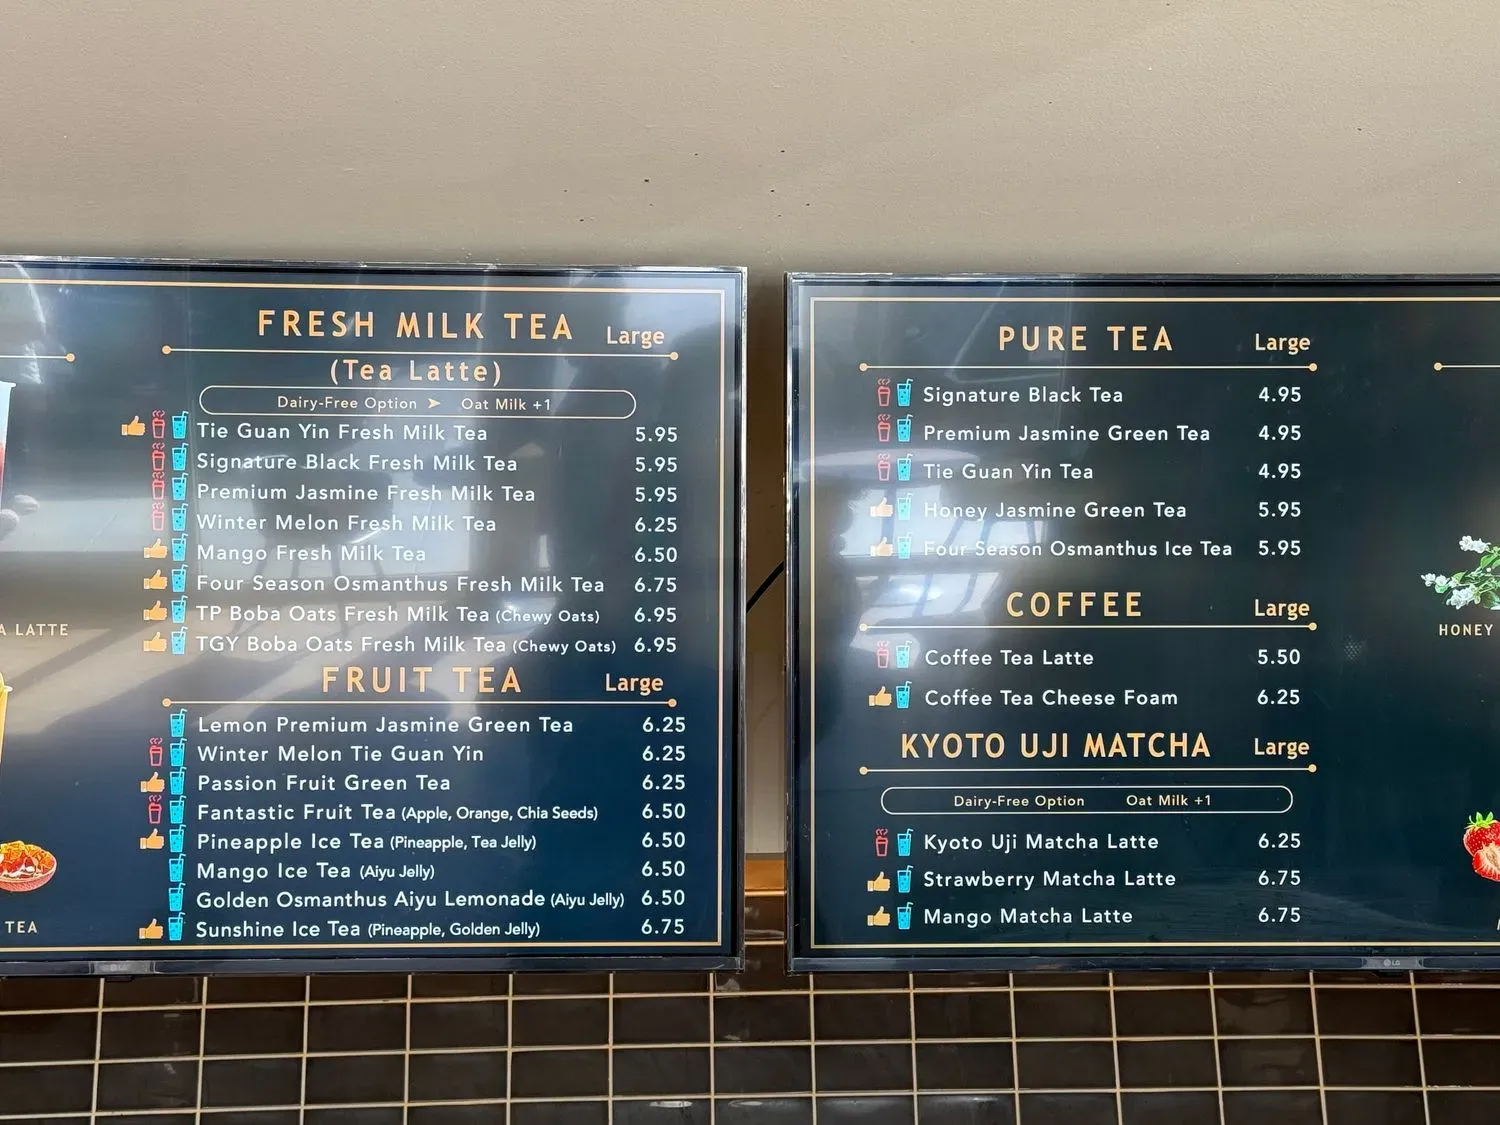 FRESH MILK TEA Large
(Tea Latte)
Dairy-Free Option ➤ Oat Milk +1
Tie Guan Yin Fresh Milk Tea 5.95
Signature Black Fresh Milk Tea 5.95
Premium Jasmine Fresh Milk Tea 5.95
Winter Melon Fresh Milk Tea 6.25
Mango Fresh Milk Tea 6.50
Four Season Osmanthus Fresh Milk Tea 6.75
TP Boba Oats Fresh Milk Tea (Chewy Oats) 6.95
TGY Boba Oats Fresh Milk Tea (Chewy Oats) 6.95
FRUIT TEA Large
Lemon Premium Jasmine Green Tea 6.25
Winter Melon Tie Guan Yin 6.25
Passion Fruit Green Tea 6.25
Fantastic Fruit Tea (Apple, Orange, Chia Seeds) 6.50
Pineapple Ice Tea (Pineapple, Tea Jelly) 6.50
Mango Ice Tea (Aiyu Jelly) 6.50
Golden Osmanthus Aiyu Lemonade (Aiyu Jelly) 6.50
Sunshine Ice Tea (Pineapple, Golden Jelly) 6.75
A LATTE
TEA
LG
PURE TEA Large
Signature Black Tea 4.95
Premium Jasmine Green Tea 4.95
Tie Guan Yin Tea 4.95
Honey Jasmine Green Tea 5.95
Four Season Osmanthus Ice Tea 5.95
COFFEE Large
Coffee Tea Latte 5.50
Coffee Tea Cheese Foam 6.25
KYOTO UJI MATCHA Large
Dairy-Free Option Oat Milk +1
Kyoto Uji Matcha Latte 6.25
Strawberry Matcha Latte 6.75
Mango Matcha Latte 6.75
HONEY
LG